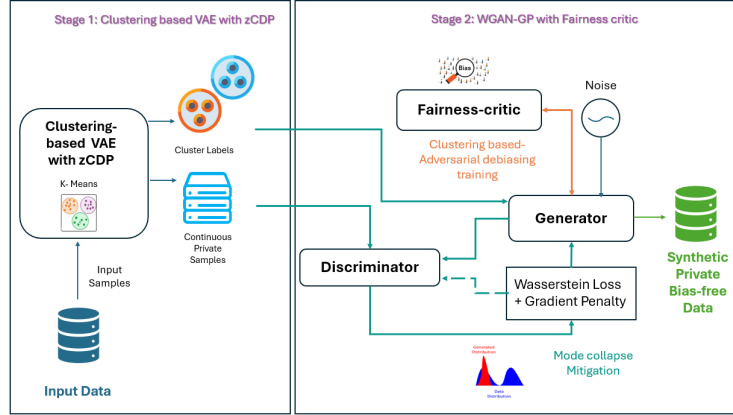 Stage 1: Clustering based VAE with zCDP
Stage 2: WGAN-GP with Fairness critic
Clustering-
based VAE
with zCDP
K- Means
Cluster Labels
Continuous
Private
Samples
Input
Samples
Input Data
Bias
Fairness-critic
Clustering based-
Adversarial debiasing
training
Noise
Generator
Discriminator
Wasserstein Loss
+ Gradient Penalty
Synthetic
Private
Bias-free
Data
Generated
Distribution
Data
Distribution
Mode collapse
Mitigation